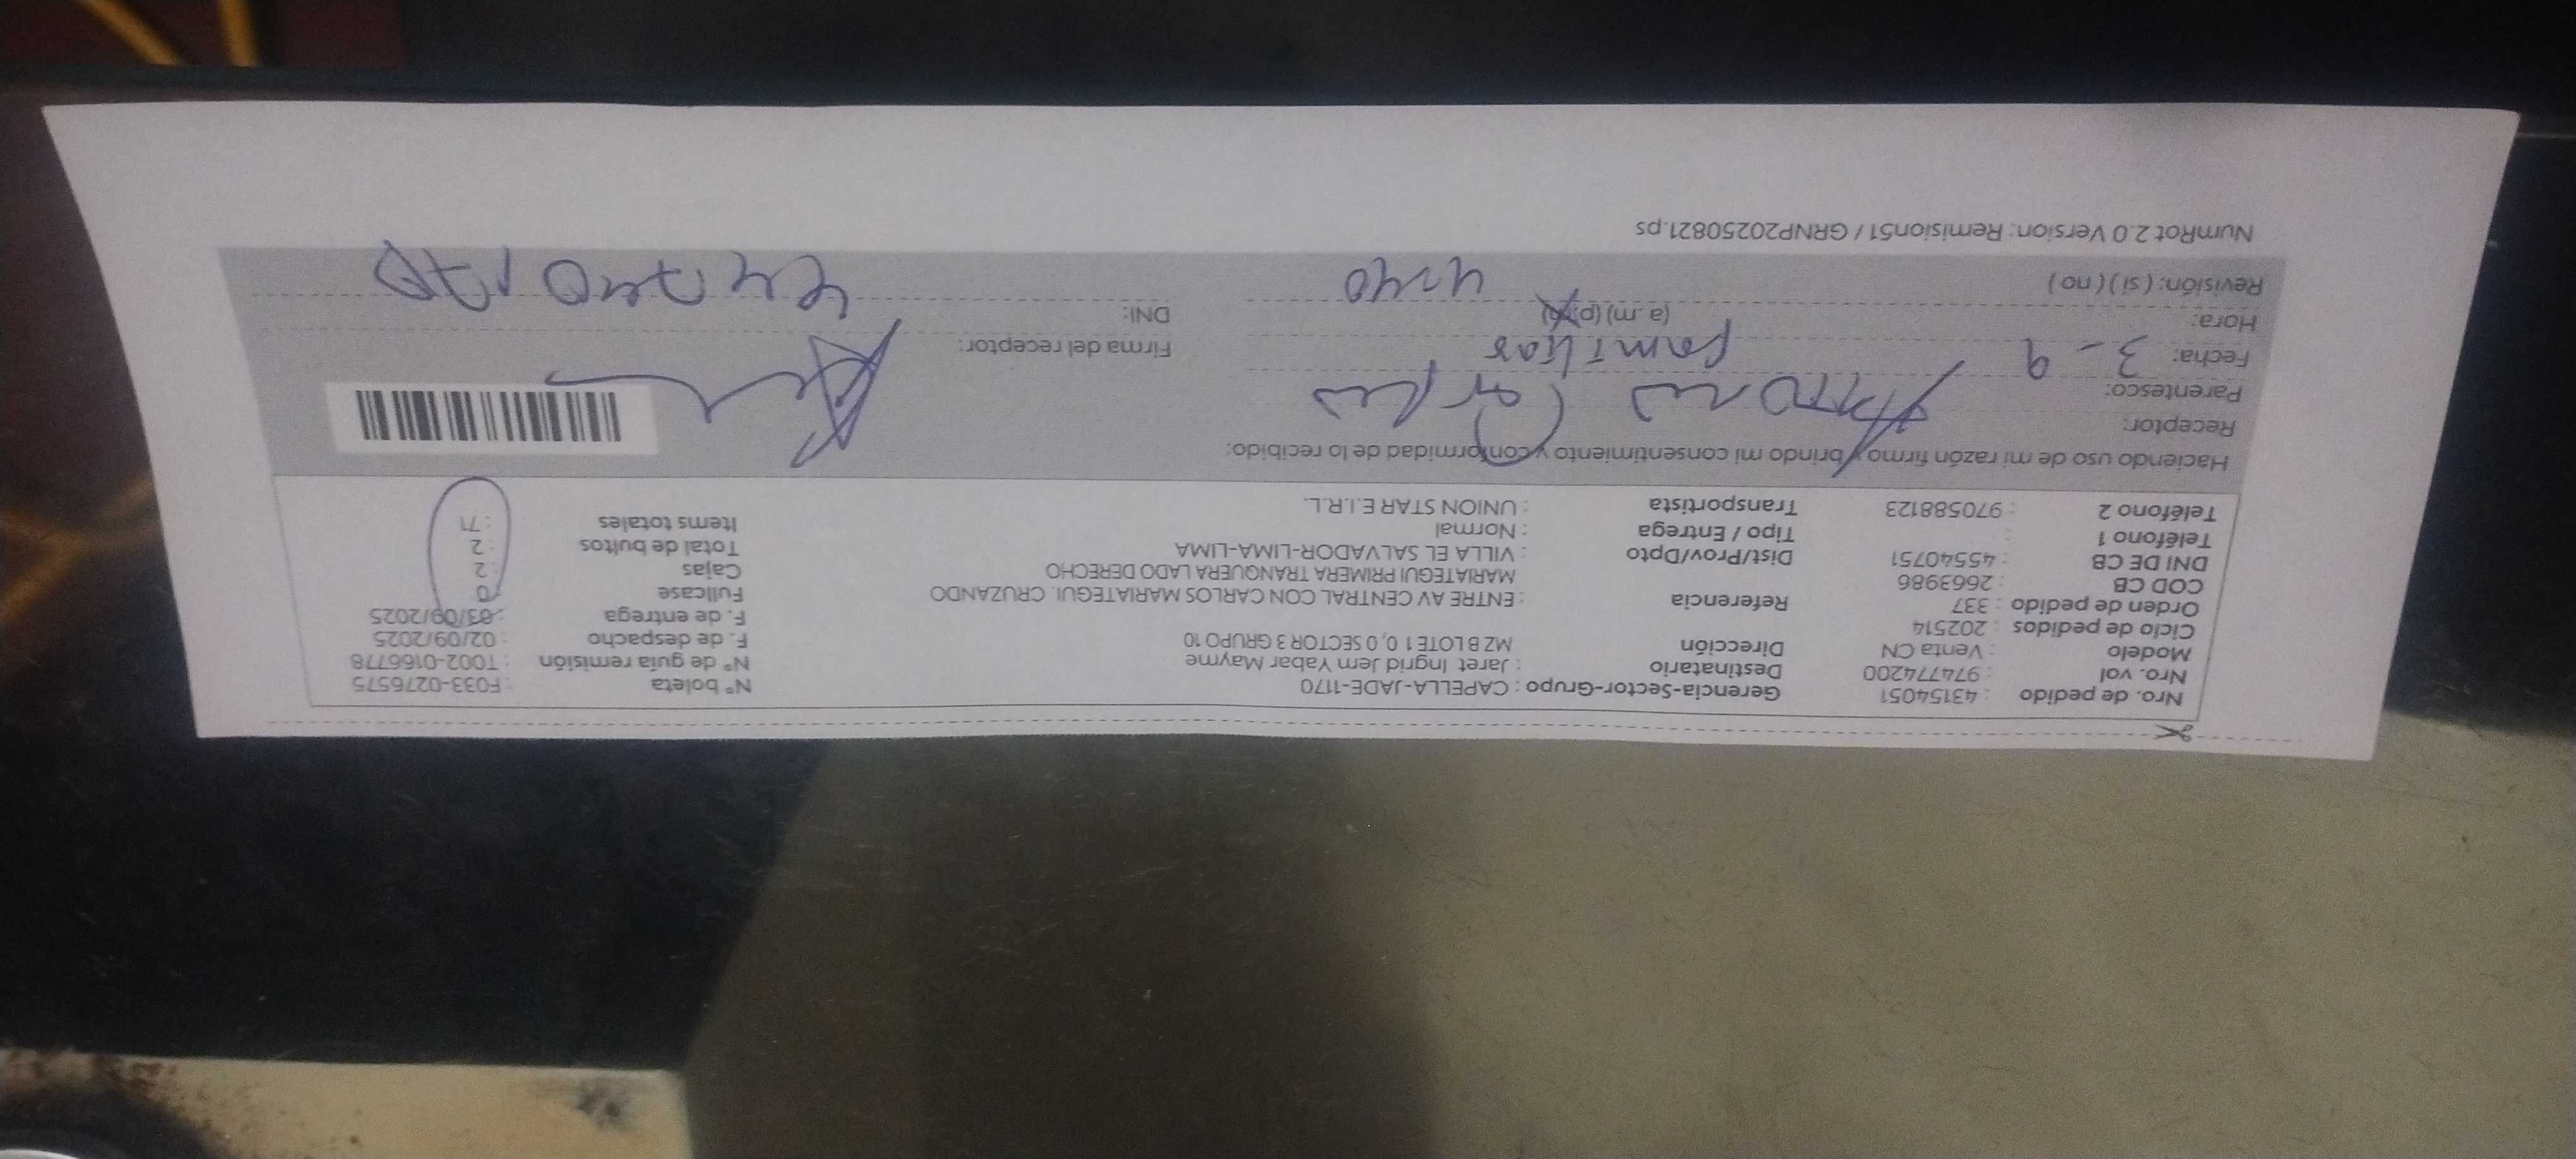 Nro. de pedido : 43154051 Gerencia-Sector-Grupo : CAPELLA-JADE-1170 N° boleta : F033-0276575
Nro. vol : 974774200 Destinatario : Jaret Ingrid Jem Yabar Mayme N° de guía remisión : T002-0166778
Modelo : Venta CN Dirección MZ B LOTE 1 0, 0 SECTOR 3 GRUPO 10 F. de despacho : 02/09/2025
Ciclo de pedidos : 202514 F. de entrega : 03/09/2025
Orden de pedido : 337 Referencia : ENTRE AV CENTRAL CON CARLOS MARIATEGUI. CRUZANDO Fullcase : 0
COD CB : 2663986 MARIATEGUI PRIMERA TRANQUERA LADO DERECHO Cajas : 2
DNI DE CB : 45540751 Dist/Prov/Dpto : VILLA EL SALVADOR-LIMA-LIMA Total de bultos : 2
Teléfono 1 : Tipo / Entrega : Normal Items totales : 71
Teléfono 2 : 970588123 Transportista : UNION STAR E.I.R.L.
Haciendo uso de mi razón firmo y brindo mi consentimiento y conformidad de lo recibido:
Receptor: Carlos
Parentesco: familiar
Fecha: 3-9 Firma del receptor:
Hora: (a.m) (p.m) DNI:
Revisión: (si) (no) 4:40
NumRot 2.0 Version: Remision51 / GRNP20250821.ps